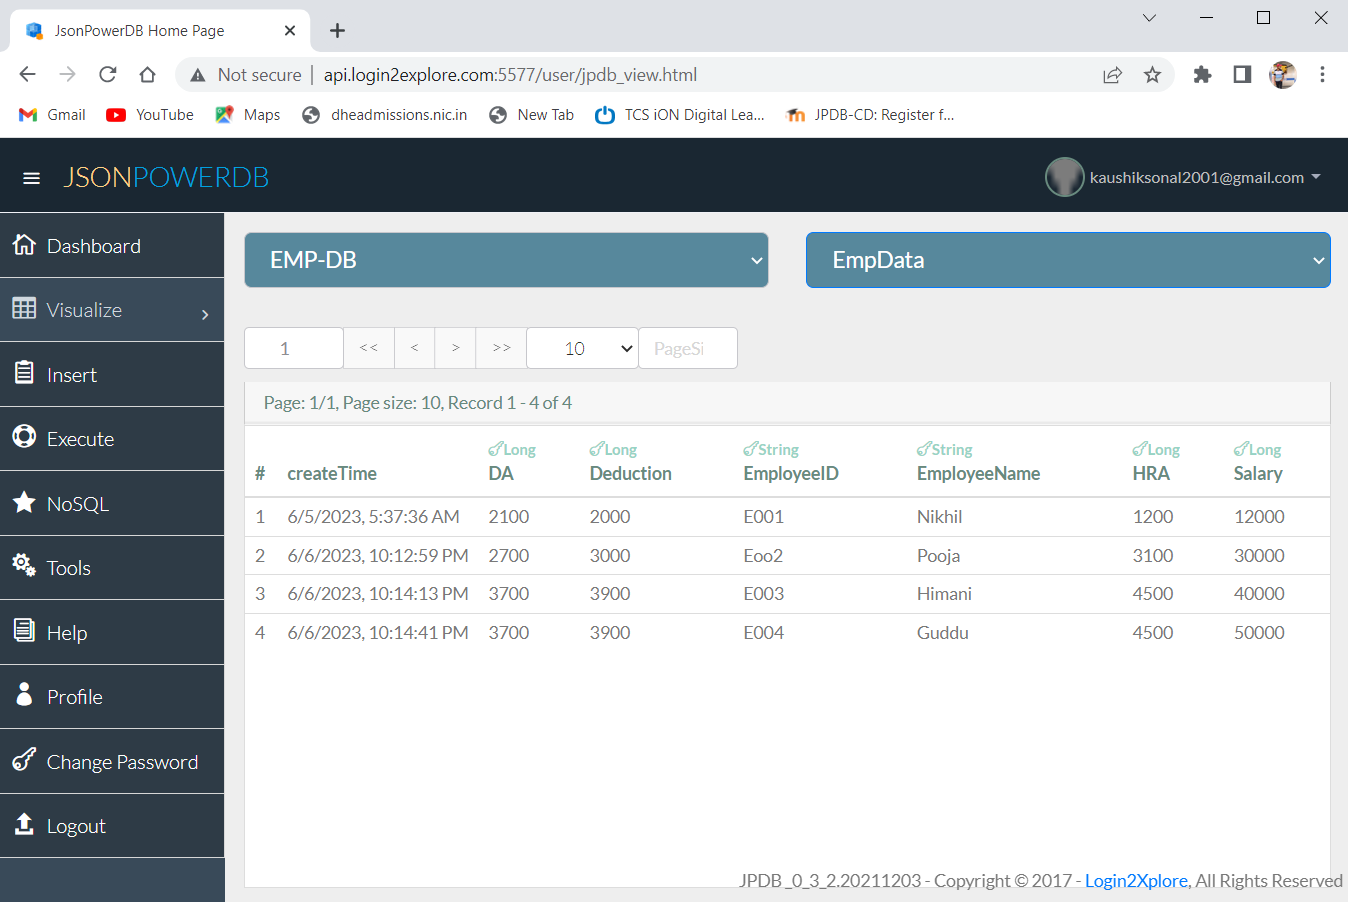 JsonPowerDB Home Page
Not secure | api.login2explore.com:5577/user/jpdb_view.html
Gmail YouTube Maps dheadmissions.nic.in New Tab TCS iON Digital Lea... JPDB-CD: Register f...
JSONPOWERDB
kaushiksonal2001@gmail.com
Dashboard
Visualize
Insert
Execute
NoSQL
Tools
Help
Profile
Change Password
Logout
EMP-DB EmpData
1 << < > >> 10 PageSi
Page: 1/1, Page size: 10, Record 1 - 4 of 4
Long Long String String Long Long
# createTime DA Deduction EmployeeID EmployeeName HRA Salary
1 6/5/2023, 5:37:36 AM 2100 2000 E001 Nikhil 1200 12000
2 6/6/2023, 10:12:59 PM 2700 3000 Eoo2 Pooja 3100 30000
3 6/6/2023, 10:14:13 PM 3700 3900 E003 Himani 4500 40000
4 6/6/2023, 10:14:41 PM 3700 3900 E004 Guddu 4500 50000
JPDB_0_3_2.20211203 - Copyright © 2017 - Login2Xplore, All Rights Reserved